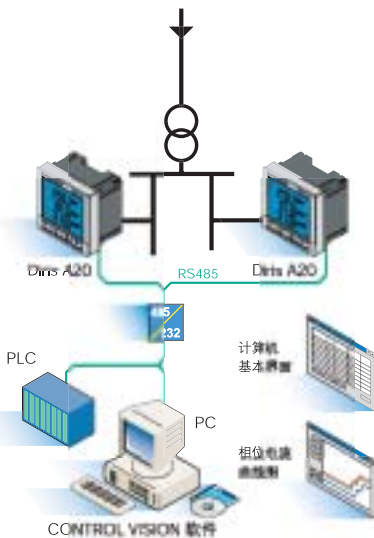 Diris A20
RS485
Diris A20
485
232
计算机
基本界面
PLC
PC
相位电流
曲线图
CONTROL VISION 软件